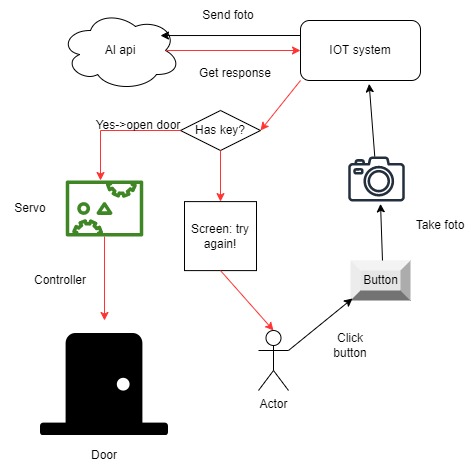 Send foto
AI api
IOT system
Get response
Yes->open door
Has key?
Servo
Screen: try
again!
Take foto
Controller
Button
Click
button
Actor
Door